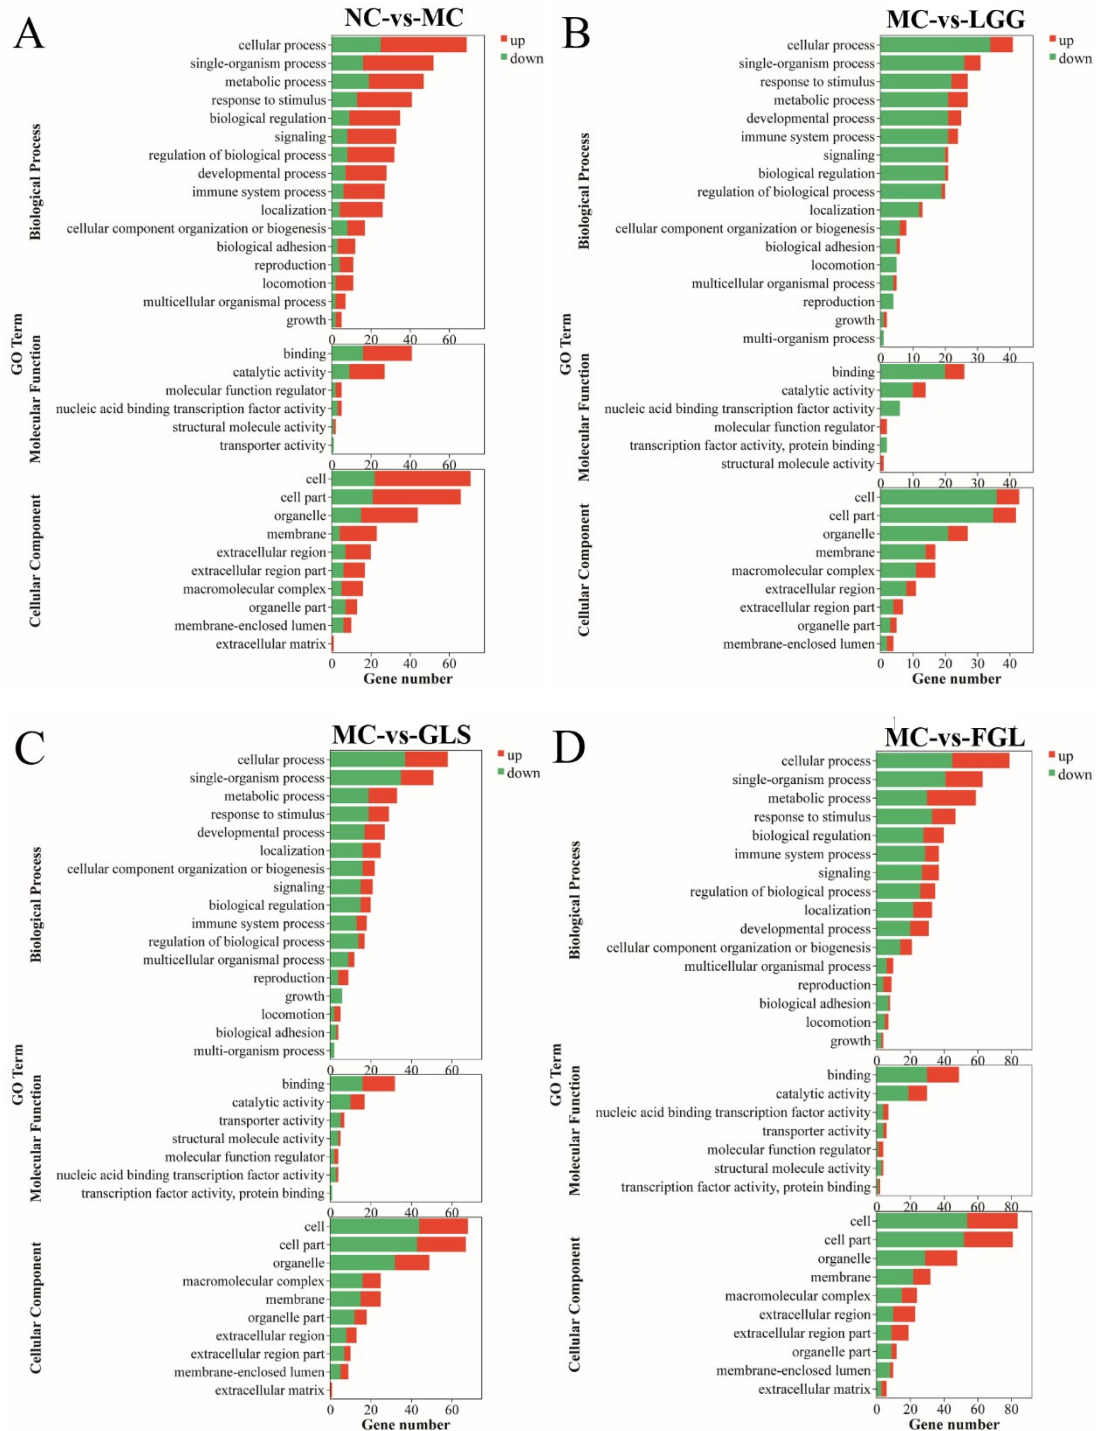 A
NC-vs-MC
up
down
GO Term
Biological Process
cellular process
single-organism process
metabolic process
response to stimulus
biological regulation
signaling
regulation of biological process
developmental process
immune system process
localization
cellular component organization or biogenesis
biological adhesion
reproduction
locomotion
multicellular organismal process
growth
0 20 40 60
Molecular Function
binding
catalytic activity
molecular function regulator
nucleic acid binding transcription factor activity
structural molecule activity
transporter activity
0 20 40 60
Cellular Component
cell
cell part
organelle
membrane
extracellular region
extracellular region part
macromolecular complex
organelle part
membrane-enclosed lumen
extracellular matrix
0 20 40 60
Gene number
B
MC-vs-LGG
up
down
GO Term
Biological Process
cellular process
single-organism process
response to stimulus
metabolic process
developmental process
immune system process
signaling
biological regulation
regulation of biological process
localization
cellular component organization or biogenesis
biological adhesion
locomotion
multicellular organismal process
reproduction
growth
multi-organism process
0 10 20 30 40
Molecular Function
binding
catalytic activity
nucleic acid binding transcription factor activity
molecular function regulator
transcription factor activity, protein binding
structural molecule activity
0 10 20 30 40
Cellular Component
cell
cell part
organelle
membrane
macromolecular complex
extracellular region
extracellular region part
organelle part
membrane-enclosed lumen
0 10 20 30 40
Gene number
C
MC-vs-GLS
up
down
GO Term
Biological Process
cellular process
single-organism process
metabolic process
response to stimulus
developmental process
localization
cellular component organization or biogenesis
signaling
biological regulation
immune system process
regulation of biological process
multicellular organismal process
reproduction
growth
locomotion
biological adhesion
multi-organism process
0 20 40 60
Molecular Function
binding
catalytic activity
transporter activity
structural molecule activity
molecular function regulator
nucleic acid binding transcription factor activity
transcription factor activity, protein binding
0 20 40 60
Cellular Component
cell
cell part
organelle
macromolecular complex
membrane
organelle part
extracellular region
extracellular region part
membrane-enclosed lumen
extracellular matrix
0 20 40 60
Gene number
D
MC-vs-FGL
up
down
GO Term
Biological Process
cellular process
single-organism process
metabolic process
response to stimulus
biological regulation
immune system process
signaling
regulation of biological process
localization
developmental process
cellular component organization or biogenesis
multicellular organismal process
reproduction
biological adhesion
locomotion
growth
0 20 40 60 80
Molecular Function
binding
catalytic activity
nucleic acid binding transcription factor activity
transporter activity
molecular function regulator
structural molecule activity
transcription factor activity, protein binding
0 20 40 60 80
Cellular Component
cell
cell part
organelle
membrane
macromolecular complex
extracellular region
extracellular region part
organelle part
membrane-enclosed lumen
extracellular matrix
0 20 40 60 80
Gene number